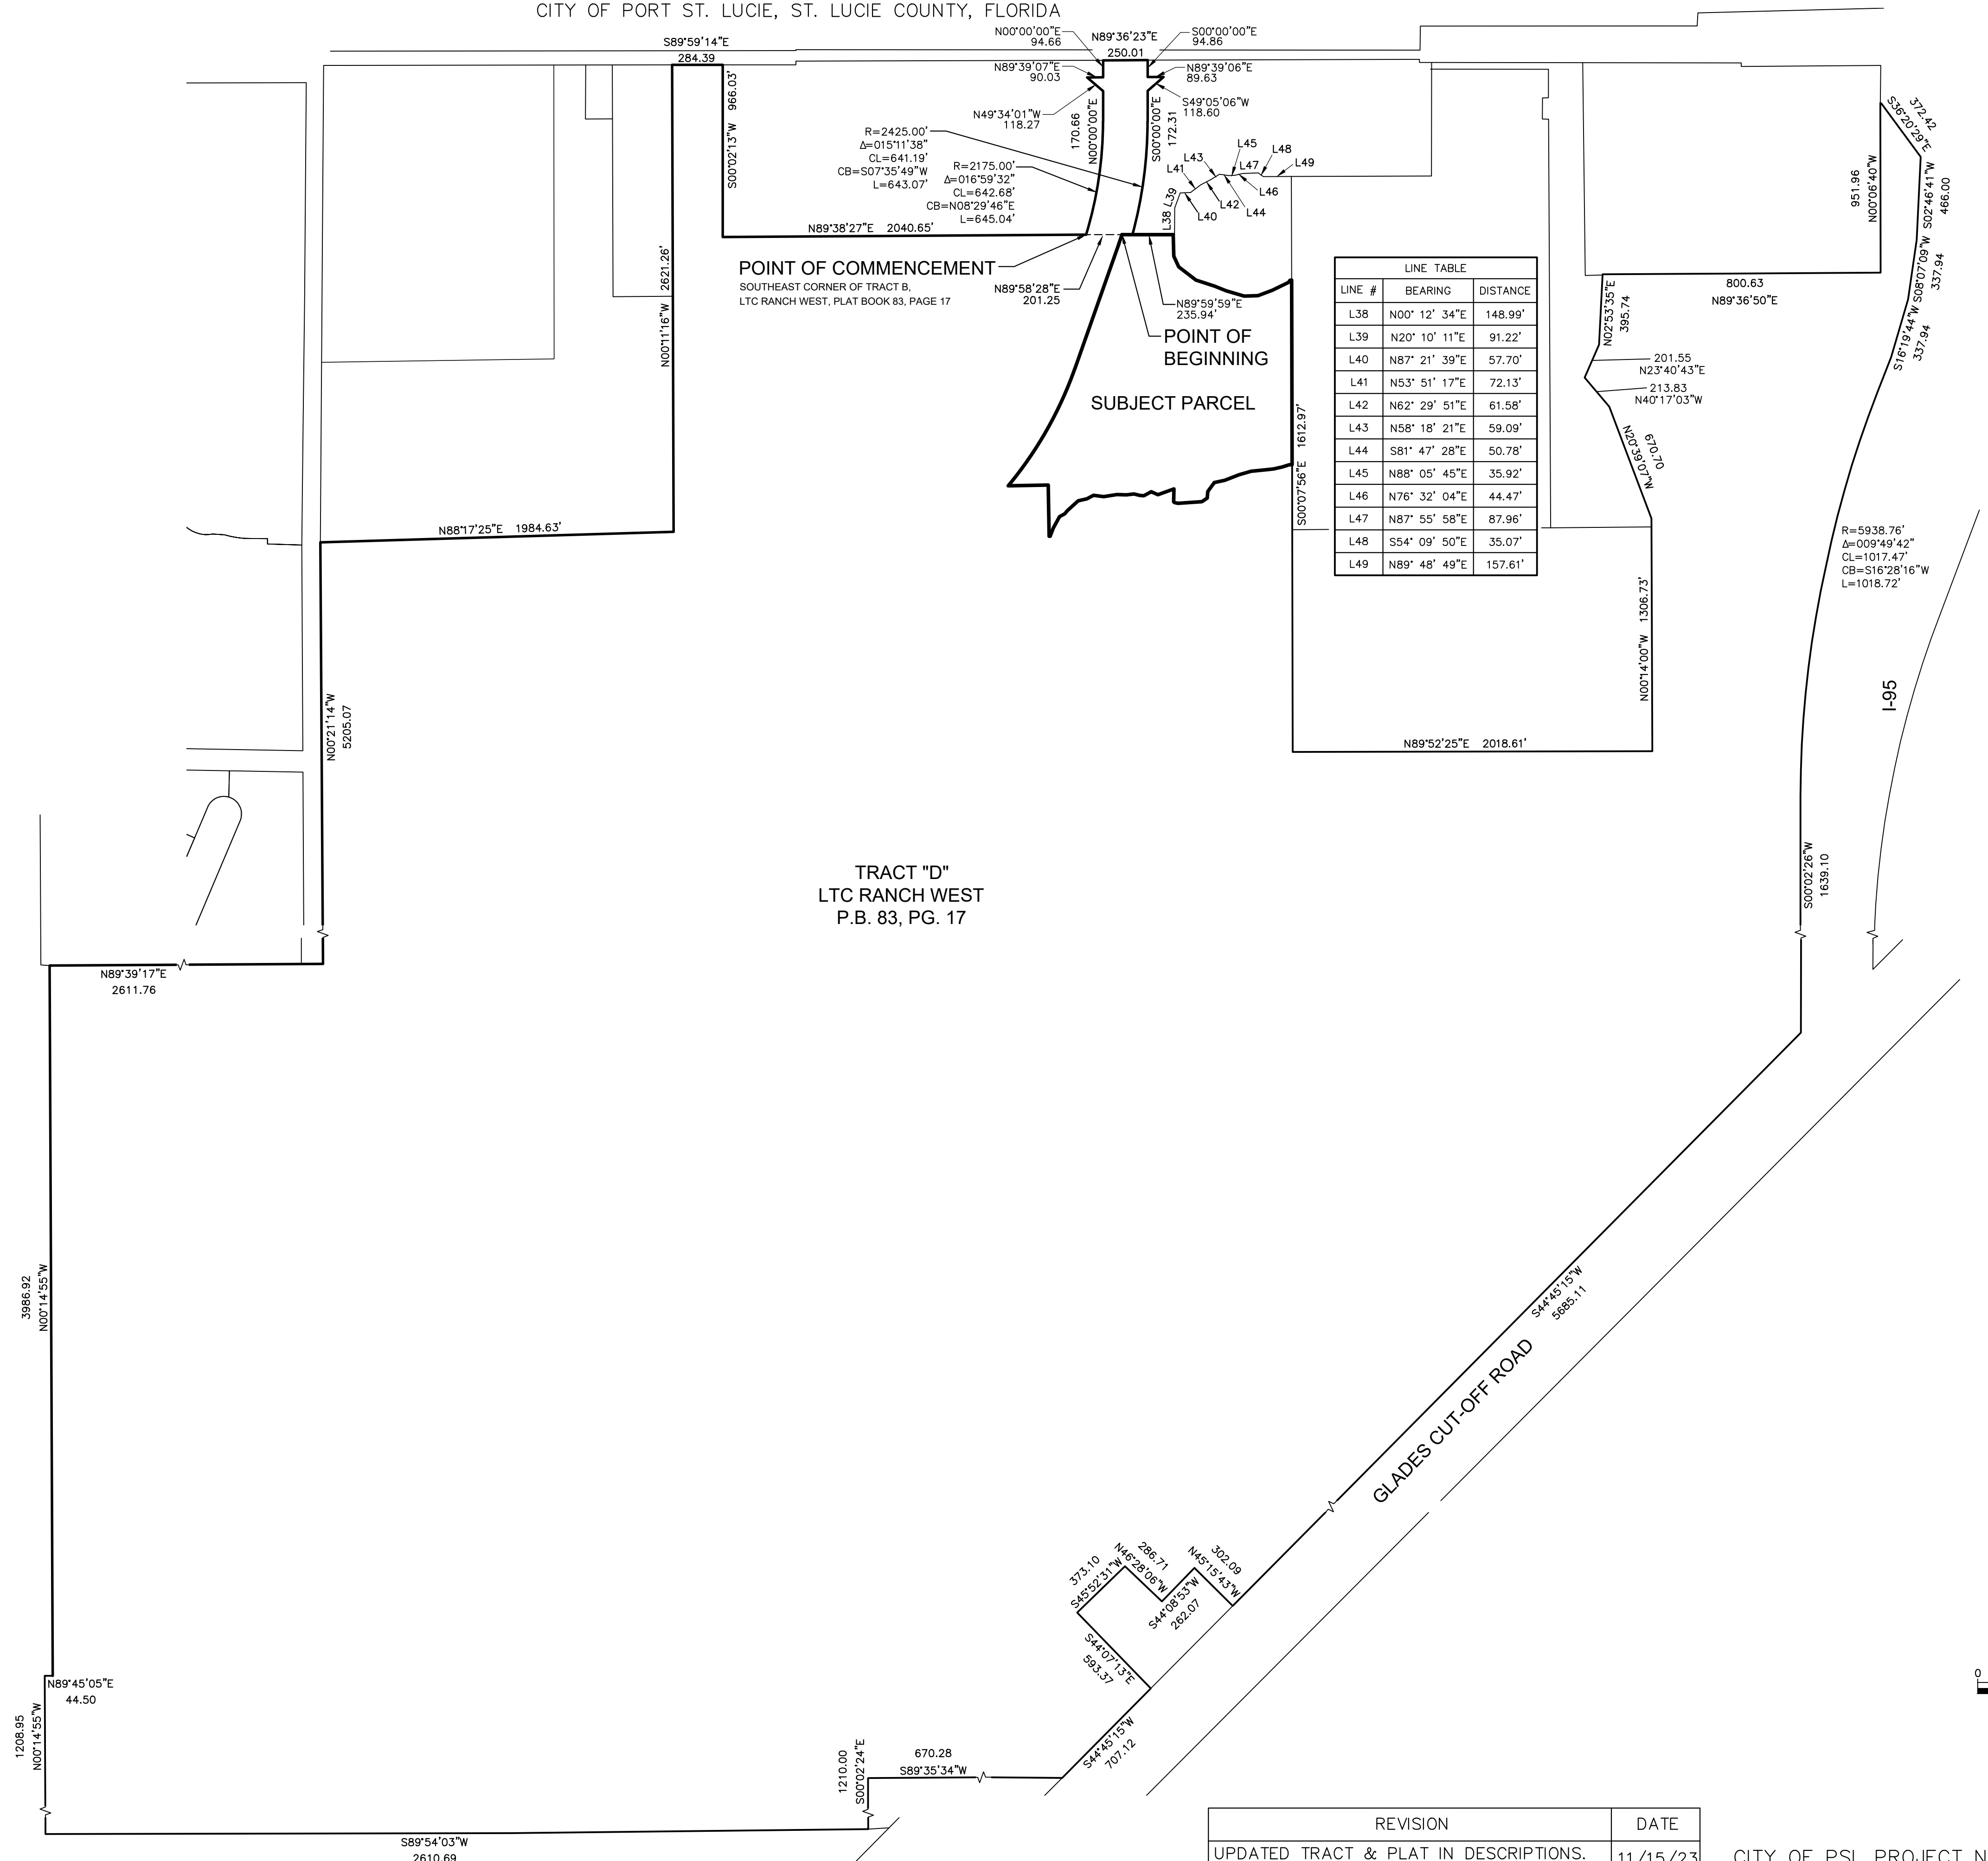 CITY OF PORT ST. LUCIE, ST. LUCIE COUNTY, FLORIDA
S89°59'14"E
284.39
N00°00'00"E
94.66
N89°36'23"E
250.01
S00°00'00"E
94.86
N89°39'07"E
90.03
N89°39'06"E
89.63
N49°34'01"W
118.27
S49°05'06"W
118.60
S00°02'13"W 966.03'
170.66
N00°00'00"E
S00°00'00"E
172.31
R=2425.00'
Δ=015°11'38"
CL=641.19'
CB=S07°35'49"W
L=643.07'
R=2175.00'
Δ=016°59'32"
CL=642.68'
CB=N08°29'46"E
L=645.04'
L38 L39
L40
L41
L42
L43
L44
L45
L46
L47
L48
L49
N89°38'27"E 2040.65'
POINT OF COMMENCEMENT
SOUTHEAST CORNER OF TRACT B,
LTC RANCH WEST, PLAT BOOK 83, PAGE 17
N89°58'28"E
201.25
N89°59'59"E
235.94'
POINT OF
BEGINNING
SUBJECT PARCEL
N00°11'16"W 2621.26'
S00°07'56"E 1612.97'
LINE TABLE
LINE # BEARING DISTANCE
L38 N00° 12' 34"E 148.99'
L39 N20° 10' 11"E 91.22'
L40 N87° 21' 39"E 57.70'
L41 N53° 51' 17"E 72.13'
L42 N62° 29' 51"E 61.58'
L43 N58° 18' 21"E 59.09'
L44 S81° 47' 28"E 50.78'
L45 N88° 05' 45"E 35.92'
L46 N76° 32' 04"E 44.47'
L47 N87° 55' 58"E 87.96'
L48 S54° 09' 50"E 35.07'
L49 N89° 48' 49"E 157.61'
S36°20'29"E
372.42
951.96
N00°06'40"W
S02°46'41"W
466.00
S08°07'09"W
337.94
S16°19'44"W
337.94
800.63
N89°36'50"E
N02°53'35"E
395.74
201.55
N23°40'43"E
213.83
N40°17'03"W
N20°39'07"W
670.70
R=5938.76'
Δ=009°49'42"
CL=1017.47'
CB=S16°28'16"W
L=1018.72'
N00°14'00"W 1306.73'
N89°52'25"E 2018.61'
I-95
S00°02'26"W
1639.10
N88°17'25"E 1984.63'
N00°21'14"W
5205.07
TRACT "D"
LTC RANCH WEST
P.B. 83, PG. 17
N89°39'17"E
2611.76
3986.92
N00°14'55"W
S44°45'15"W
5685.11
GLADES CUT-OFF ROAD
373.10
S45°52'31"W
286.71
N46°28'06"W
302.09
N45°15'43"W
S44°08'53"W
262.07
S44°07'13"E
593.37
S44°45'15"W
707.12
N89°45'05"E
44.50
1208.95
N00°14'55"W
1210.00
S00°02'24"E
670.28
S89°35'34"W
S89°54'03"W
2610.69
0
REVISION DATE
UPDATED TRACT & PLAT IN DESCRIPTIONS. 11/15/23
CITY OF PSL PROJECT N